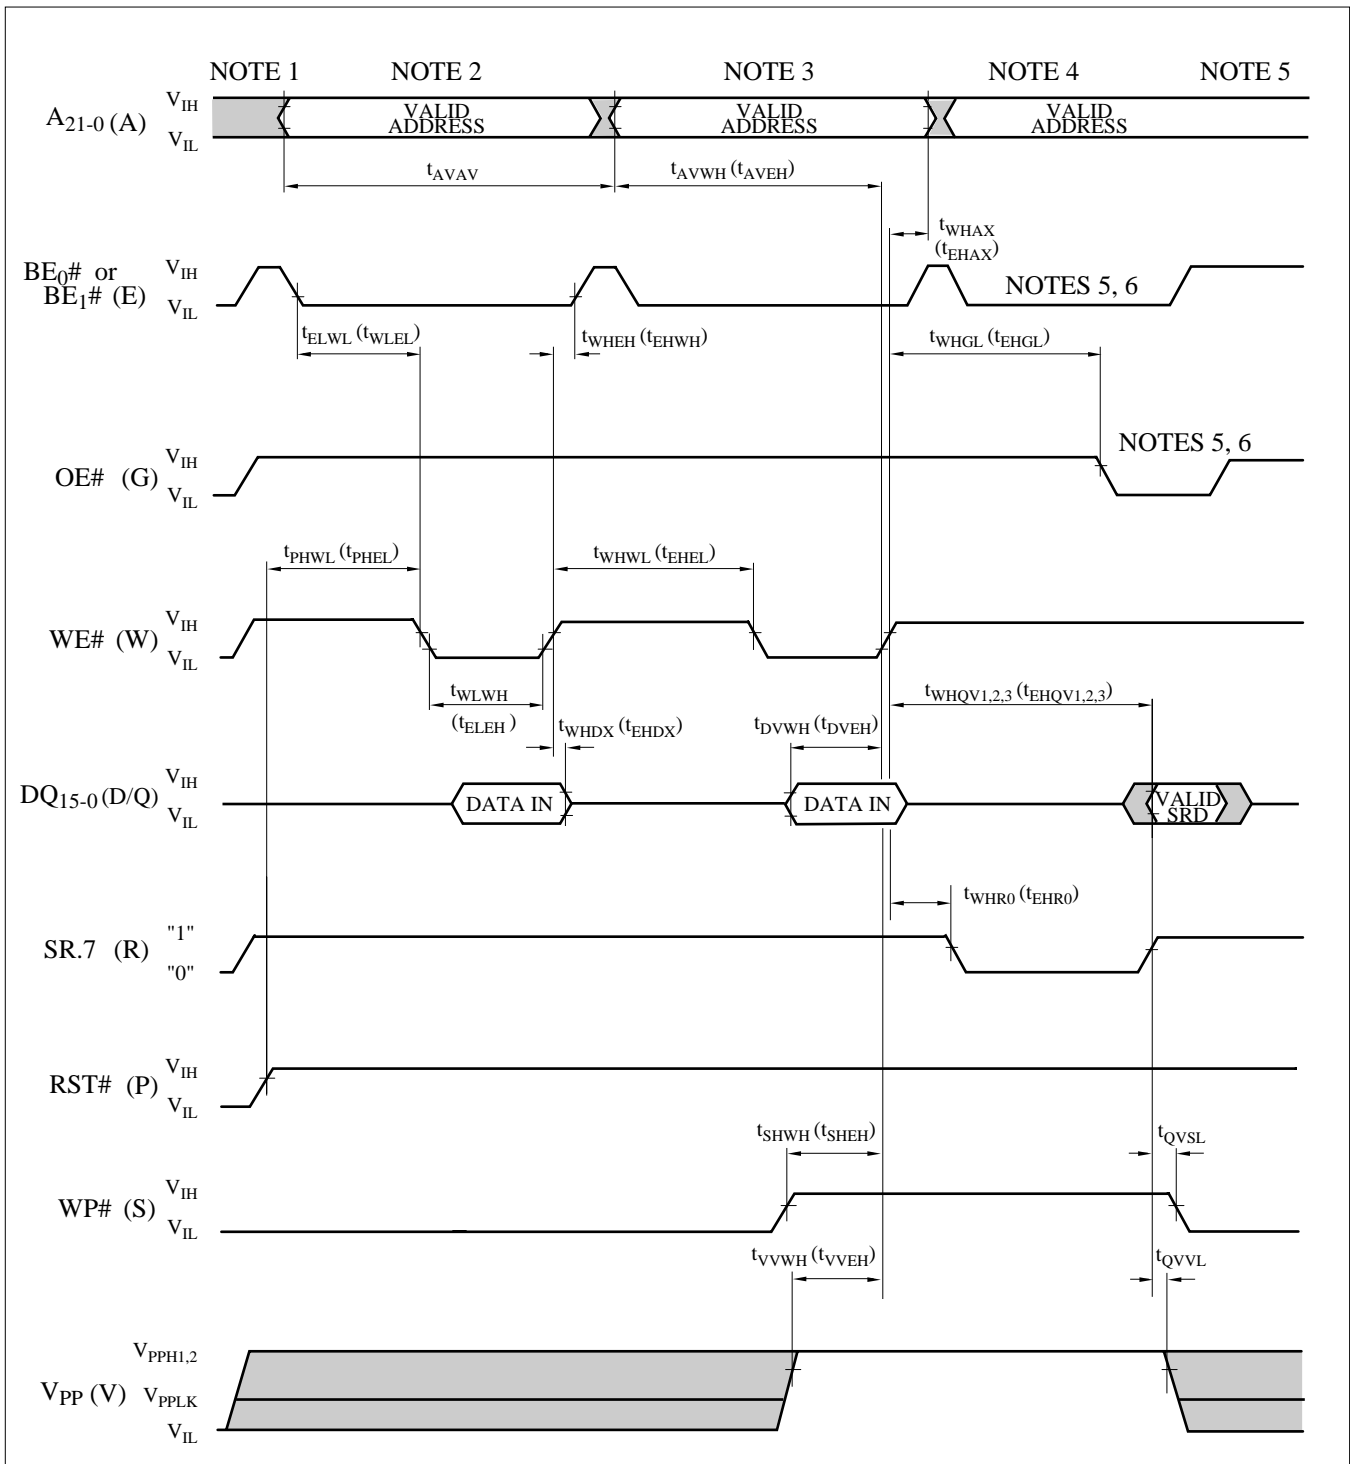 NOTE 1 NOTE 2 NOTE 3 NOTE 4 NOTE 5
A21-0 (A) VIH VIL
VALID ADDRESS
VALID ADDRESS
VALID ADDRESS
tAVAV
tAVWH (tAVEH)
tWHAX
(tEHAX)
BE0# or
BE1# (E)
VIH
VIL
NOTES 5, 6
tELWL (tWLEL)
tWHEH (tEHWH)
tWHGL (tEHGL)
OE# (G)
VIH
VIL
NOTES 5, 6
tPHWL (tPHEL)
tWHWL (tEHEL)
WE# (W)
VIH
VIL
tWLWH
(tELEH )
tWHDX (tEHDX)
tDVWH (tDVEH)
tWHQV1,2,3 (tEHQV1,2,3)
DQ15-0 (D/Q)
VIH
VIL
DATA IN
DATA IN
VALID
SRD
tWHR0 (tEHR0)
SR.7 (R)
"1"
"0"
RST# (P)
VIH
VIL
tSHWH (tSHEH)
tQVSL
WP# (S)
VIH
VIL
tVVWH (tVVEH)
tQVVL
VPP (V)
VPPH1,2
VPPLK
VIL